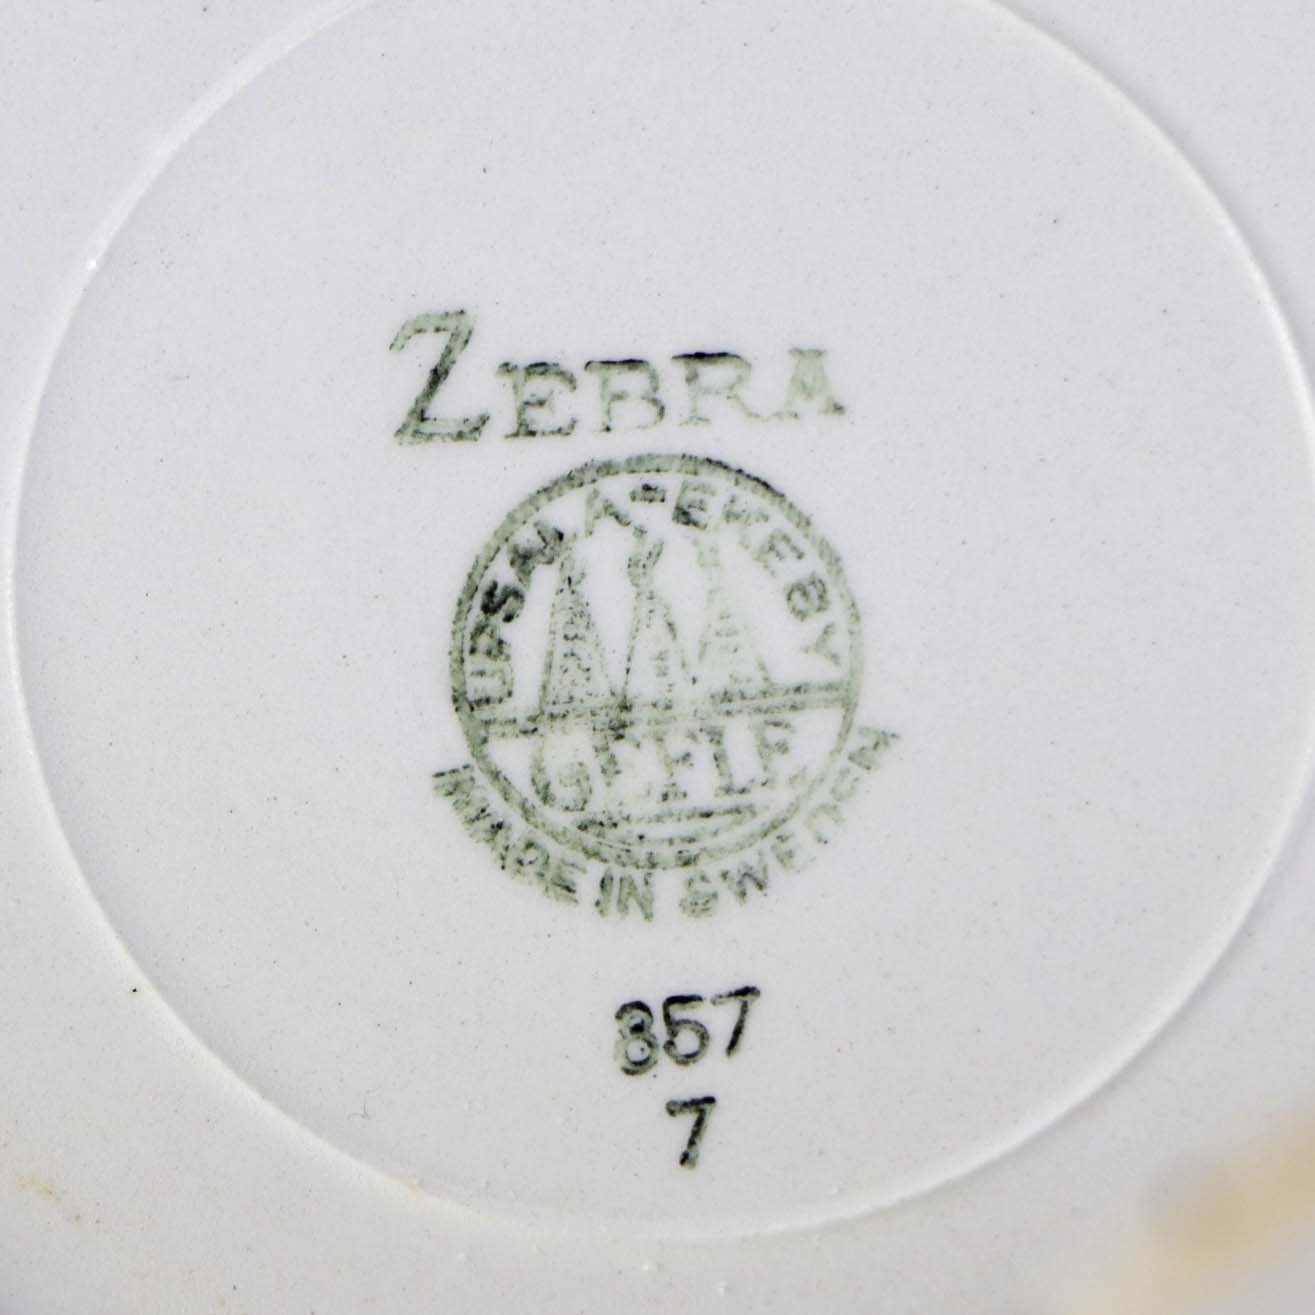 ZEBRA
UPSALA-EKEBY
GEFLE
MADE IN SWEDEN
857
7